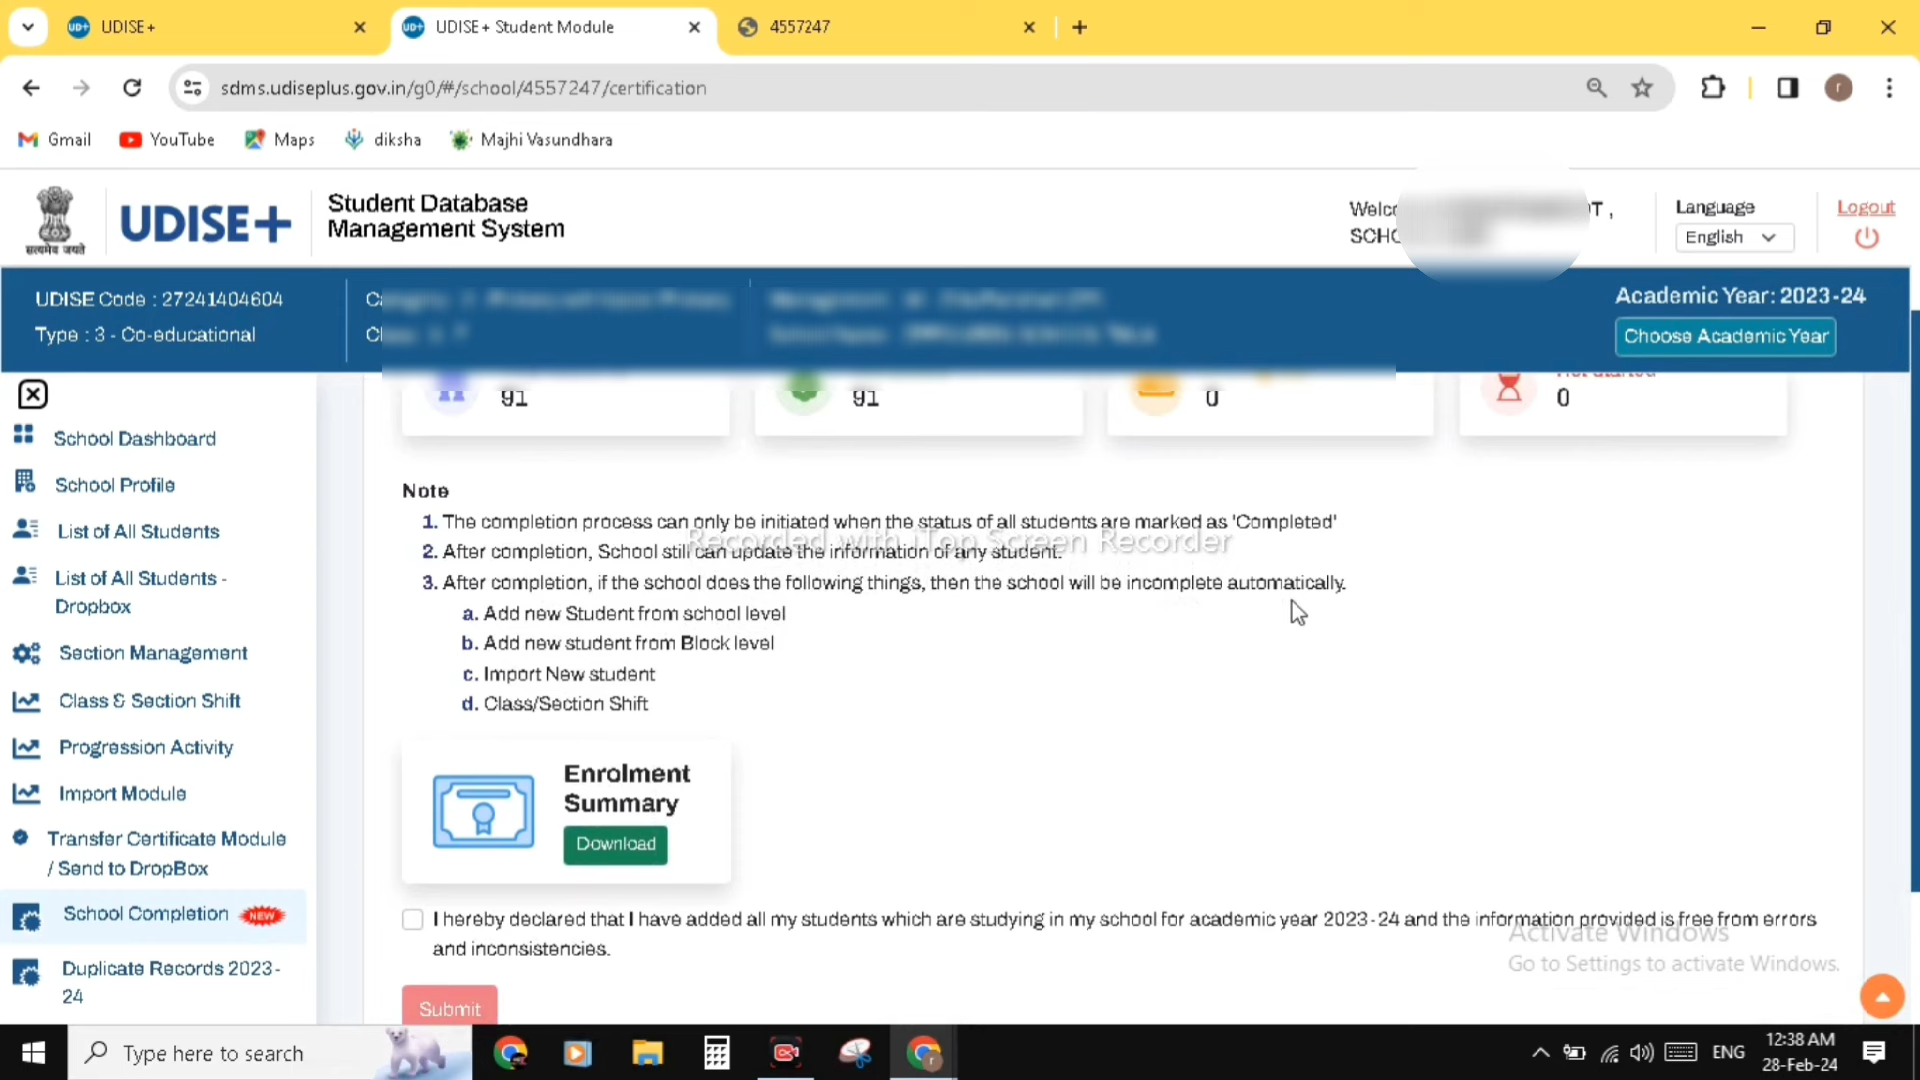 UDISE+
UDISE+ Student Module
4557247
sdms.udiseplus.gov.in/g0/#/school/4557247/certification
r
Gmail
YouTube
Maps
diksha
Majhi Vasundhara
सत्यमेव जयते
UDISE+
Student Database
Management System
Language
English
Logout
UDISE Code : 27241404604
Type : 3 - Co-educational
Academic Year: 2023-24
Choose Academic Year
School Dashboard
School Profile
List of All Students
List of All Students -
Dropbox
Section Management
Class & Section Shift
Progression Activity
Import Module
Transfer Certificate Module
/ Send to DropBox
School Completion NEW
Duplicate Records 2023-
24
91
91
0
0
Note
1. The completion process can only be initiated when the status of all students are marked as 'Completed'
Recorded with iTop Screen Recorder
2. After completion, School still can update the information of any student.
3. After completion, if the school does the following things, then the school will be incomplete automatically.
a. Add new Student from school level
b. Add new student from Block level
c. Import New student
d. Class/Section Shift
Enrolment
Summary
Download
I hereby declared that I have added all my students which are studying in my school for academic year 2023-24 and the information provided is free from errors
and inconsistencies.
Activate Windows
Go to Settings to activate Windows.
Submit
Type here to search
ENG
12:38 AM
28-Feb-24